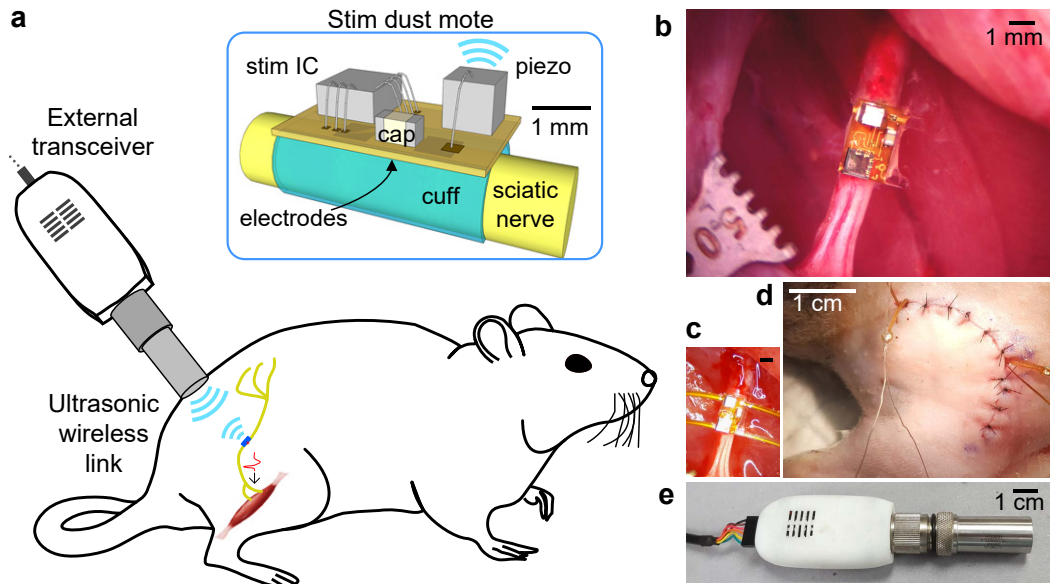 a
Stim dust mote
stim IC
piezo
1 mm
cap
cuff
sciatic
nerve
electrodes
External
transceiver
Ultrasonic
wireless
link
b
1 mm
c
d
1 cm
e
1 cm